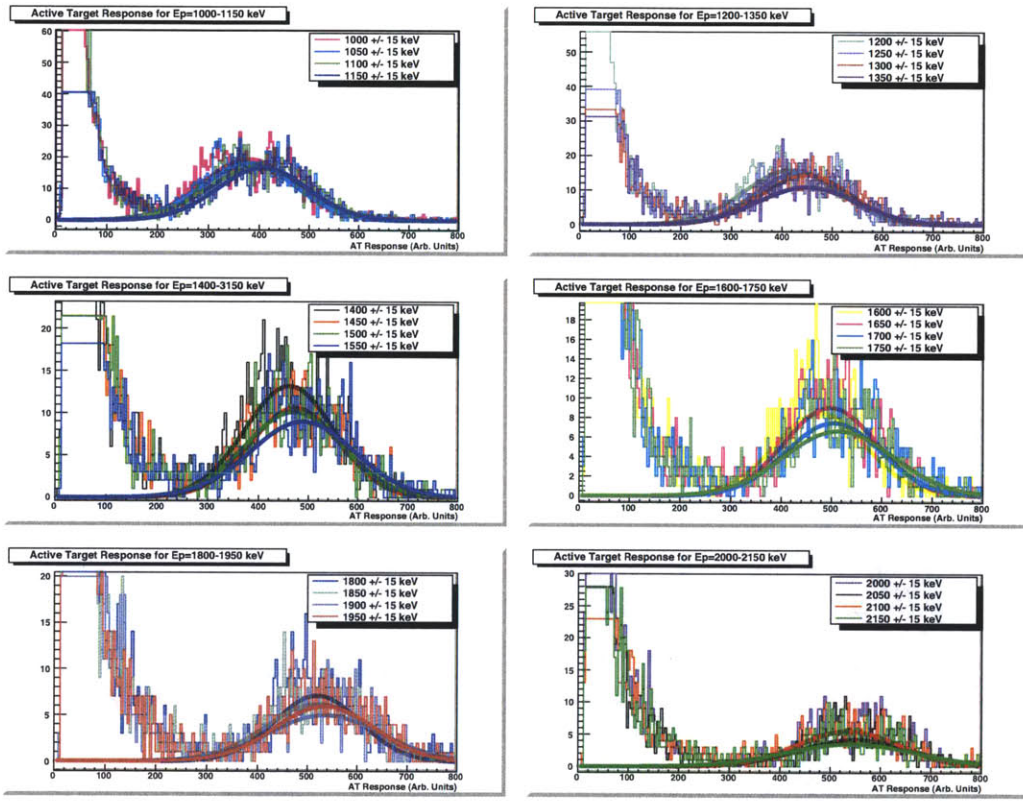 Active Target Response for Ep=1000-1150 keV
1000 +/- 15 keV
1050 +/- 15 keV
1100 +/- 15 keV
1150 +/- 15 keV
60
50
40
30
20
10
0
0 100 200 300 400 500 600 700 800
AT Response (Arb. Units)
Active Target Response for Ep=1200-1350 keV
1200 +/- 15 keV
1250 +/- 15 keV
1300 +/- 15 keV
1350 +/- 15 keV
50
40
30
20
10
0
0 100 200 300 400 500 600 700 800
AT Response (Arb. Units)
Active Target Response for Ep=1400-3150 keV
1400 +/- 15 keV
1450 +/- 15 keV
1500 +/- 15 keV
1550 +/- 15 keV
20
15
10
5
0
0 100 200 300 400 500 600 700 800
AT Response (Arb. Units)
Active Target Response for Ep=1600-1750 keV
1600 +/- 15 keV
1650 +/- 15 keV
1700 +/- 15 keV
1750 +/- 15 keV
18
16
14
12
10
8
6
4
2
0
0 100 200 300 400 500 600 700 800
AT Response (Arb. Units)
Active Target Response for Ep=1800-1950 keV
1800 +/- 15 keV
1850 +/- 15 keV
1900 +/- 15 keV
1950 +/- 15 keV
20
15
10
5
0
0 100 200 300 400 500 600 700 800
AT Response (Arb. Units)
Active Target Response for Ep=2000-2150 keV
2000 +/- 15 keV
2050 +/- 15 keV
2100 +/- 15 keV
2150 +/- 15 keV
30
25
20
15
10
5
0
0 100 200 300 400 500 600 700 800
AT Response (Arb. Units)